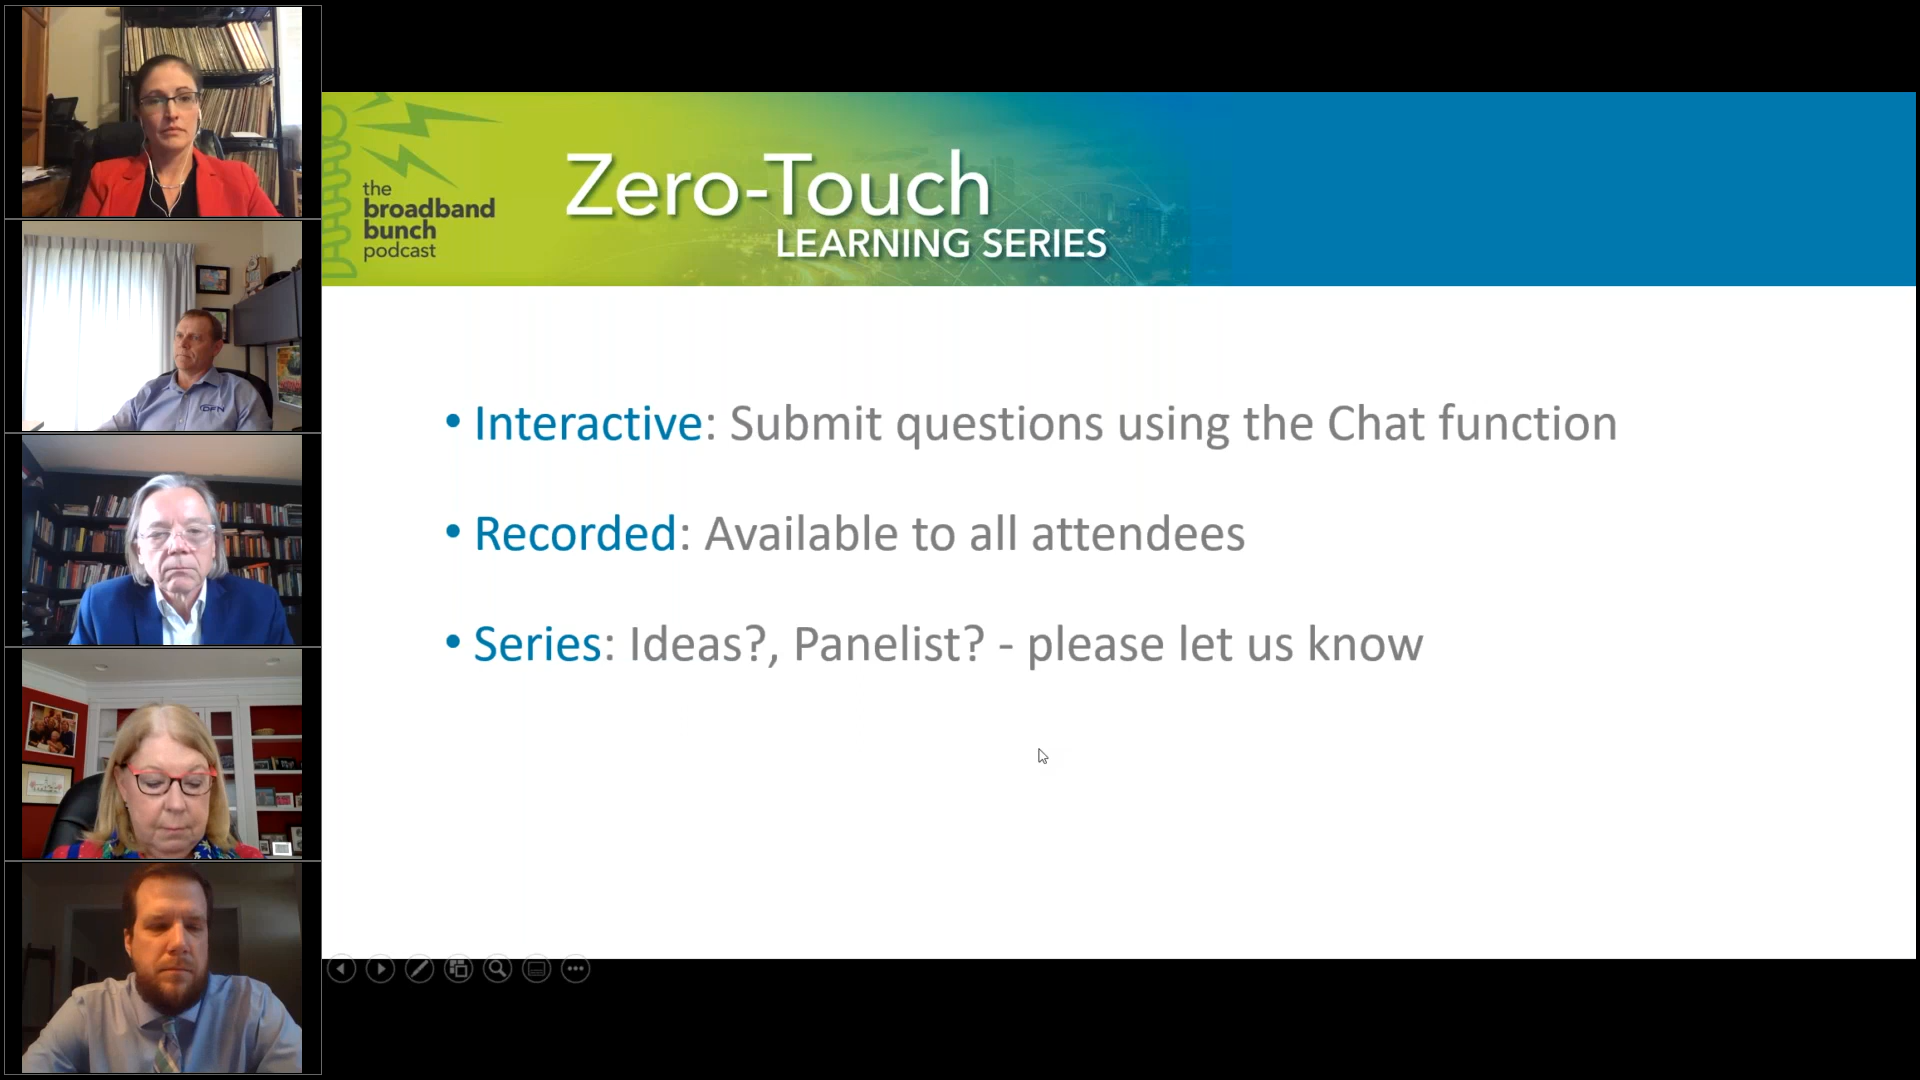 the
broadband
bunch
podcast
Zero-Touch
LEARNING SERIES
• Interactive: Submit questions using the Chat function
• Recorded: Available to all attendees
• Series: Ideas?, Panelist? - please let us know
DFN